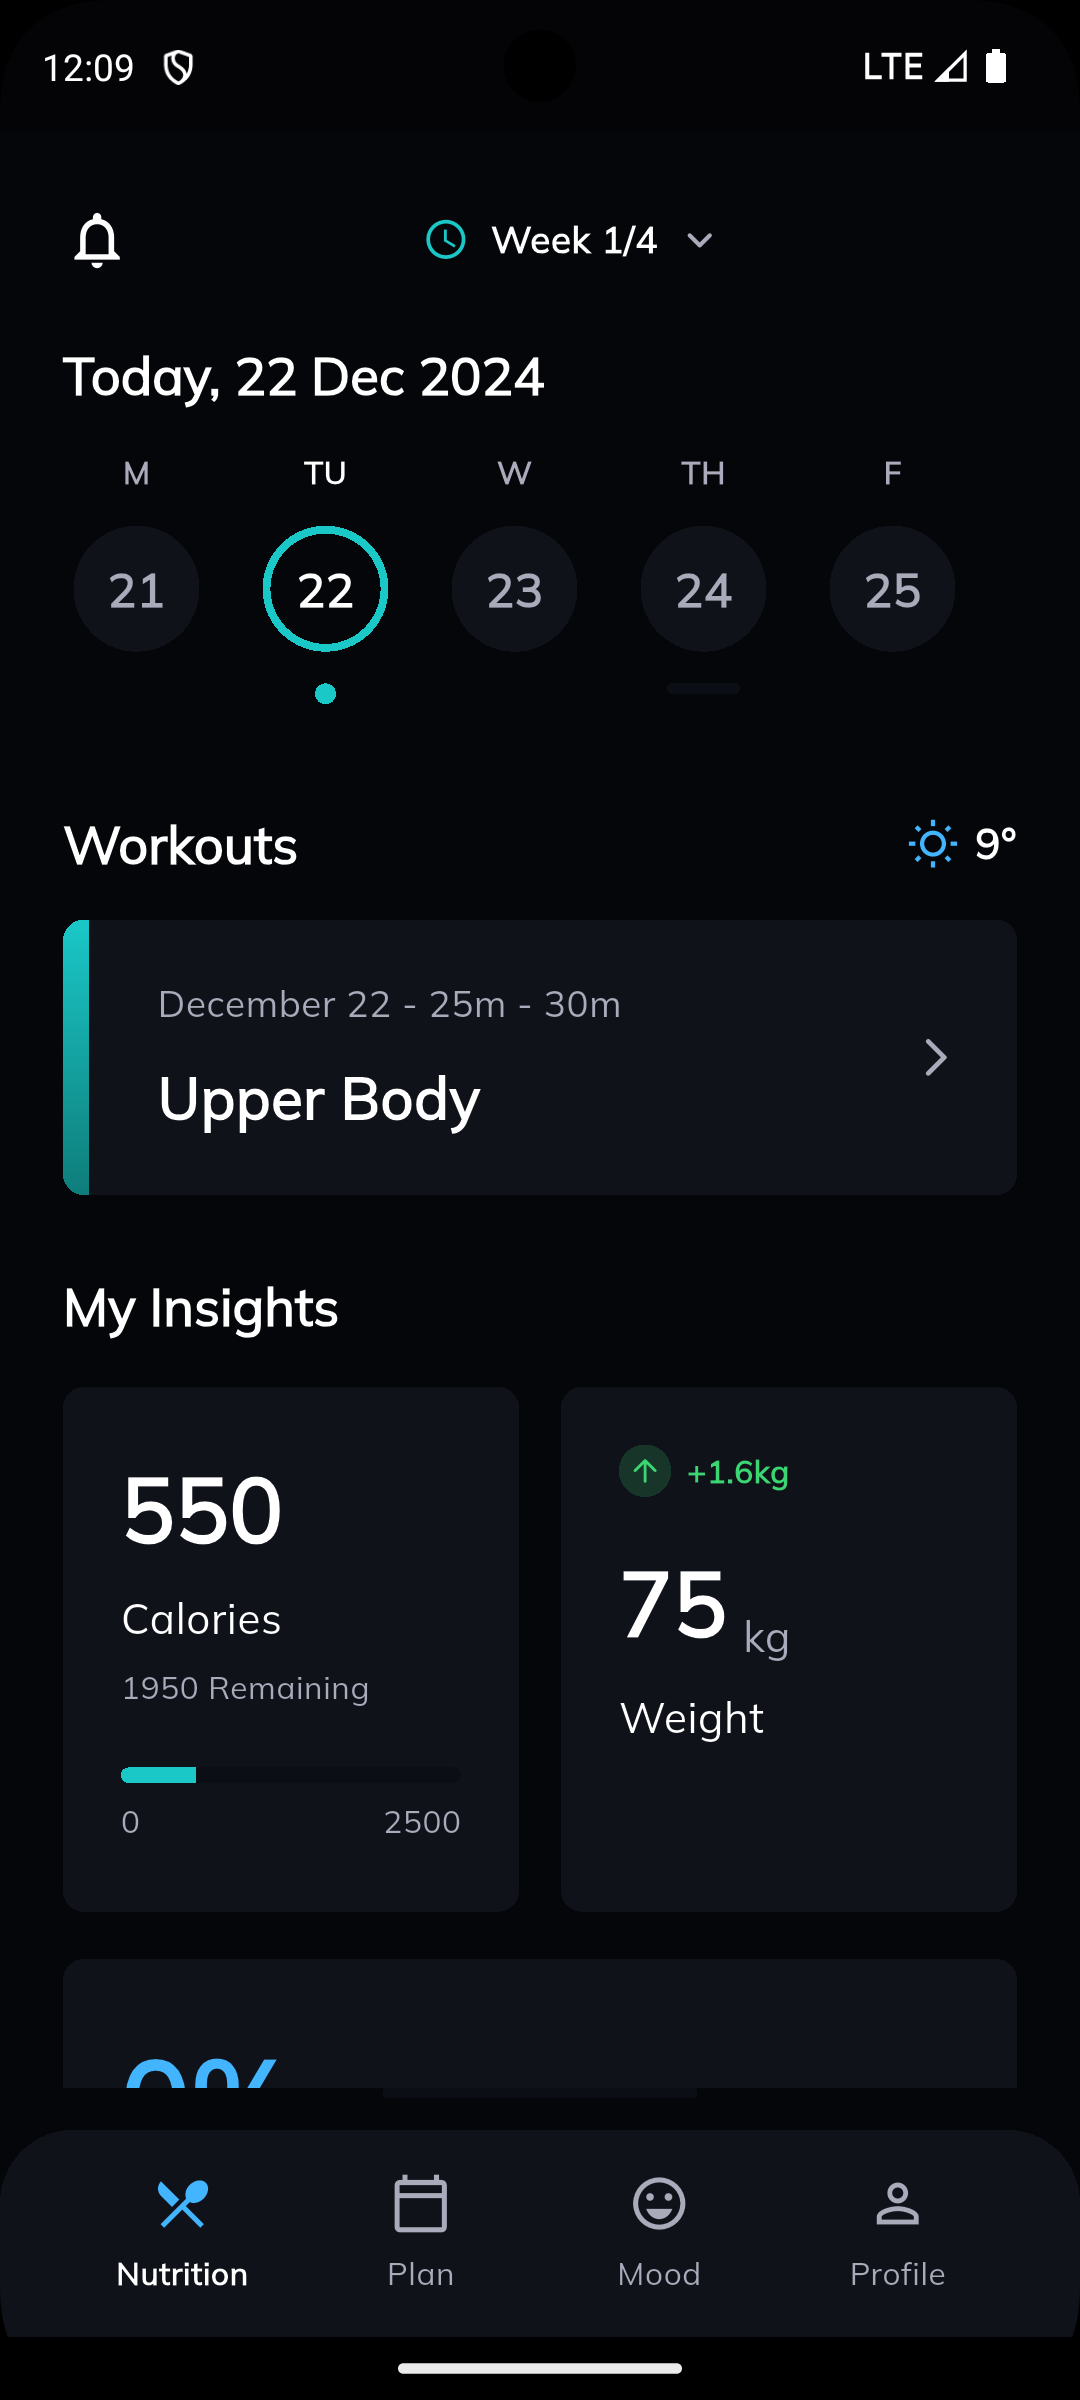 12:09
LTE
Week 1/4
Today, 22 Dec 2024
M TU W TH F
21 22 23 24 25
Workouts
9°
December 22 - 25m - 30m
Upper Body
My Insights
550
Calories
1950 Remaining
0 2500
+1.6kg
75 kg
Weight
Nutrition Plan Mood Profile